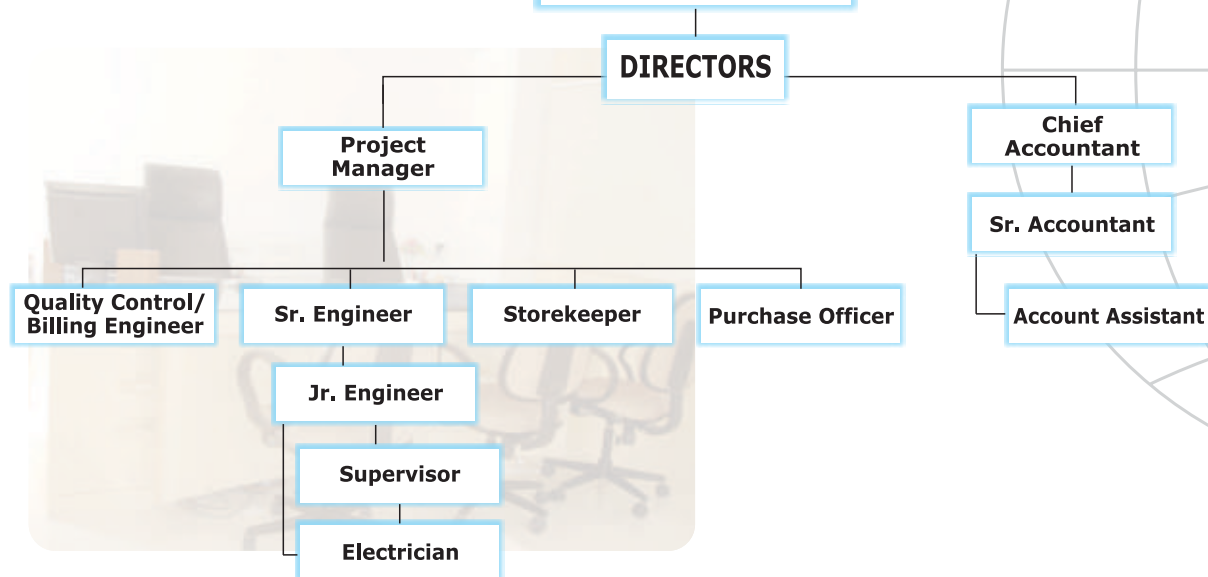 DIRECTORS
Project
Manager
Chief
Accountant
Sr. Accountant
Quality Control/
Billing Engineer
Sr. Engineer
Storekeeper
Purchase Officer
Account Assistant
Jr. Engineer
Supervisor
Electrician